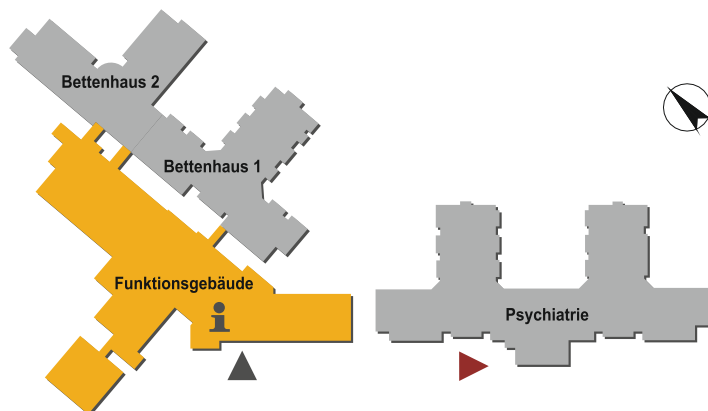 Bettenhaus 2
Bettenhaus 1
Funktionsgebäude
i
Psychiatrie